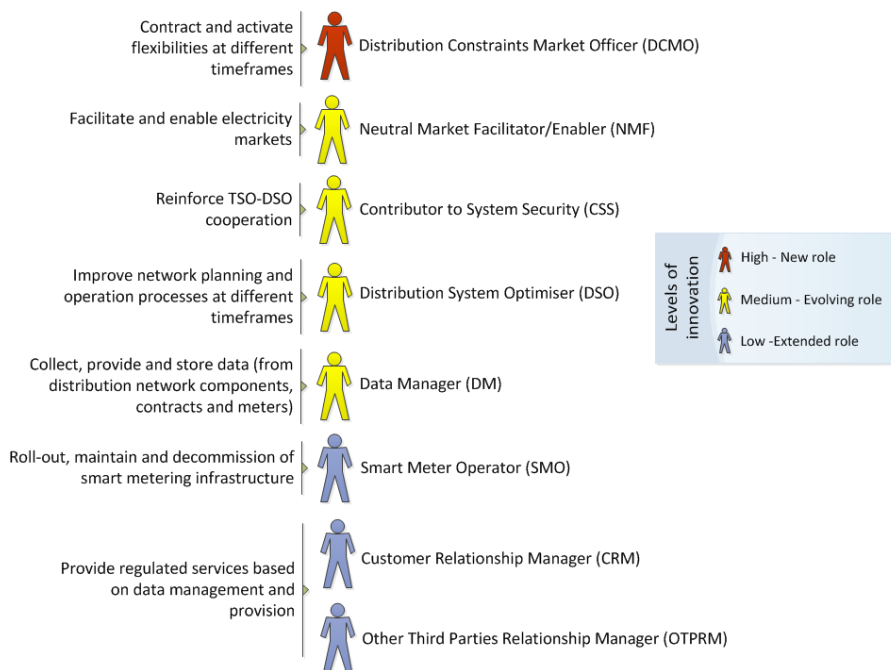 Contract and activate
flexibilities at different
timeframes
Distribution Constraints Market Officer (DCMO)
Facilitate and enable electricity
markets
Neutral Market Facilitator/Enabler (NMF)
Reinforce TSO-DSO
cooperation
Contributor to System Security (CSS)
Improve network planning and
operation processes at different
timeframes
Distribution System Optimiser (DSO)
Collect, provide and store data (from
distribution network components,
contracts and meters)
Data Manager (DM)
Roll-out, maintain and decommission of
smart metering infrastructure
Smart Meter Operator (SMO)
Provide regulated services based
on data management and
provision
Customer Relationship Manager (CRM)
Other Third Parties Relationship Manager (OTPRM)
Levels of
innovation
High - New role
Medium - Evolving role
Low -Extended role